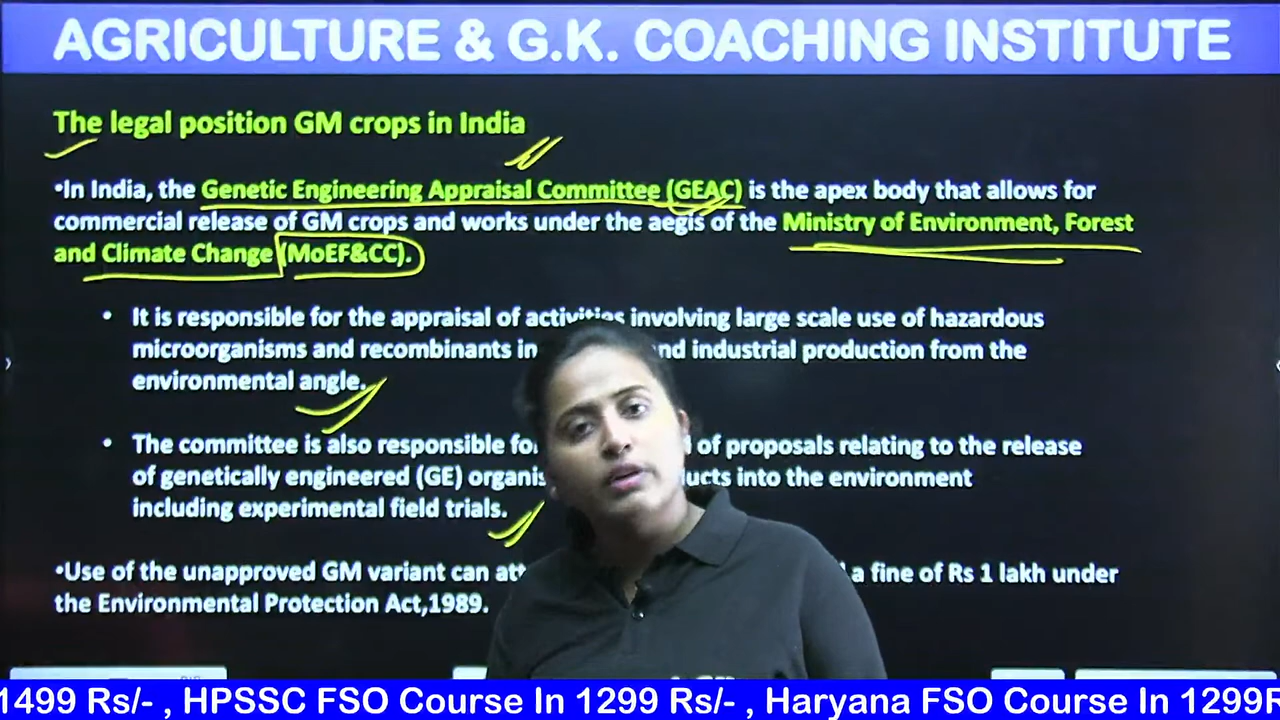 AGRICULTURE & G.K. COACHING INSTITUTE
The legal position GM crops in India
•In India, the Genetic Engineering Appraisal Committee (GEAC) is the apex body that allows for
commercial release of GM crops and works under the aegis of the Ministry of Environment, Forest
and Climate Change (MoEF&CC).
• It is responsible for the appraisal of activities involving large scale use of hazardous
microorganisms and recombinants in nd industrial production from the
environmental angle.
• The committee is also responsible fo of proposals relating to the release
of genetically engineered (GE) organis ucts into the environment
including experimental field trials.
•Use of the unapproved GM variant can att a fine of Rs 1 lakh under
the Environmental Protection Act,1989.
1499 Rs/- , HPSSC FSO Course In 1299 Rs/- , Haryana FSO Course In 1299R